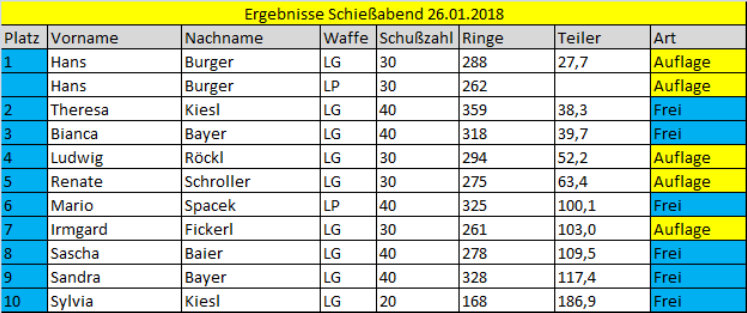 Ergebnisse Schießabend 26.01.2018
Platz Vorname Nachname Waffe Schußzahl Ringe Teiler Art
1 Hans Burger LG 30 288 27,7 Auflage
Hans Burger LP 30 262 Auflage
2 Theresa Kiesl LG 40 359 38,3 Frei
3 Bianca Bayer LG 40 318 39,7 Frei
4 Ludwig Röckl LG 30 294 52,2 Auflage
5 Renate Schroller LG 30 275 63,4 Auflage
6 Mario Spacek LP 40 325 100,1 Frei
7 Irmgard Fickerl LG 30 261 103,0 Auflage
8 Sascha Baier LG 40 278 109,5 Frei
9 Sandra Bayer LG 40 328 117,4 Frei
10 Sylvia Kiesl LG 20 168 186,9 Frei